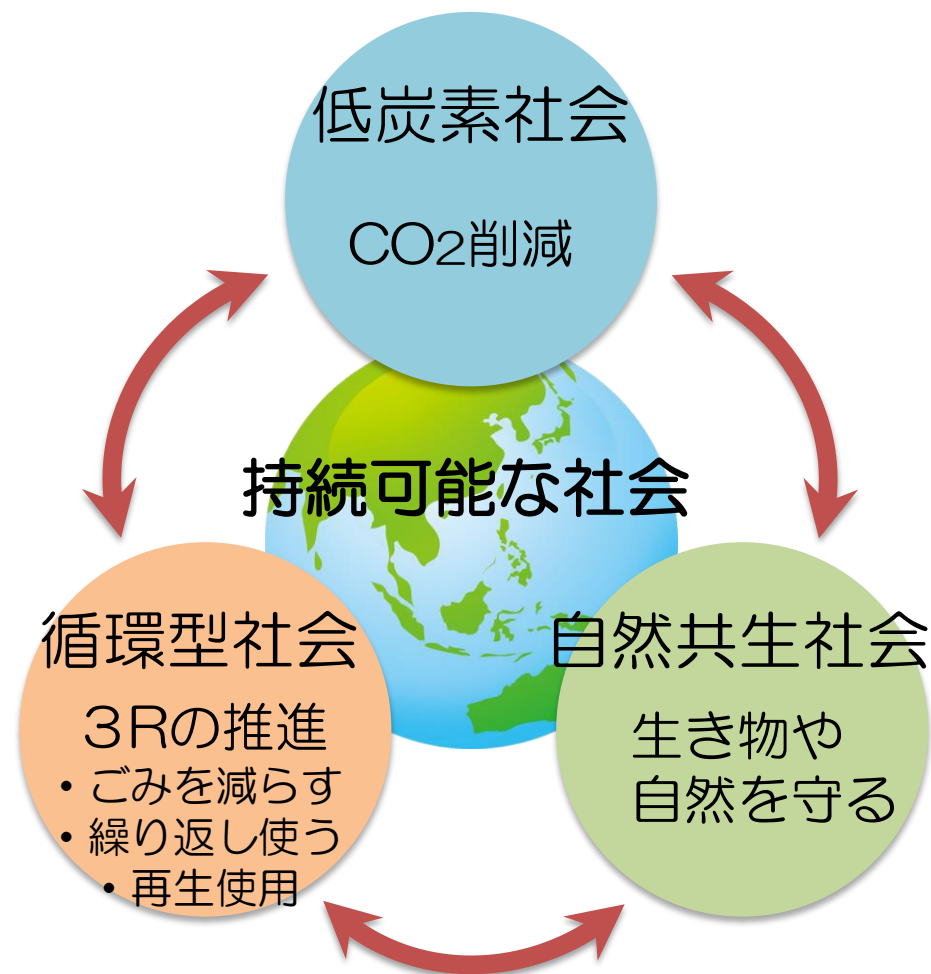 低炭素社会
CO2削減
持続可能な社会
循環型社会
３Rの推進
・ごみを減らす
・繰り返し使う
・再生使用
自然共生社会
生き物や
自然を守る